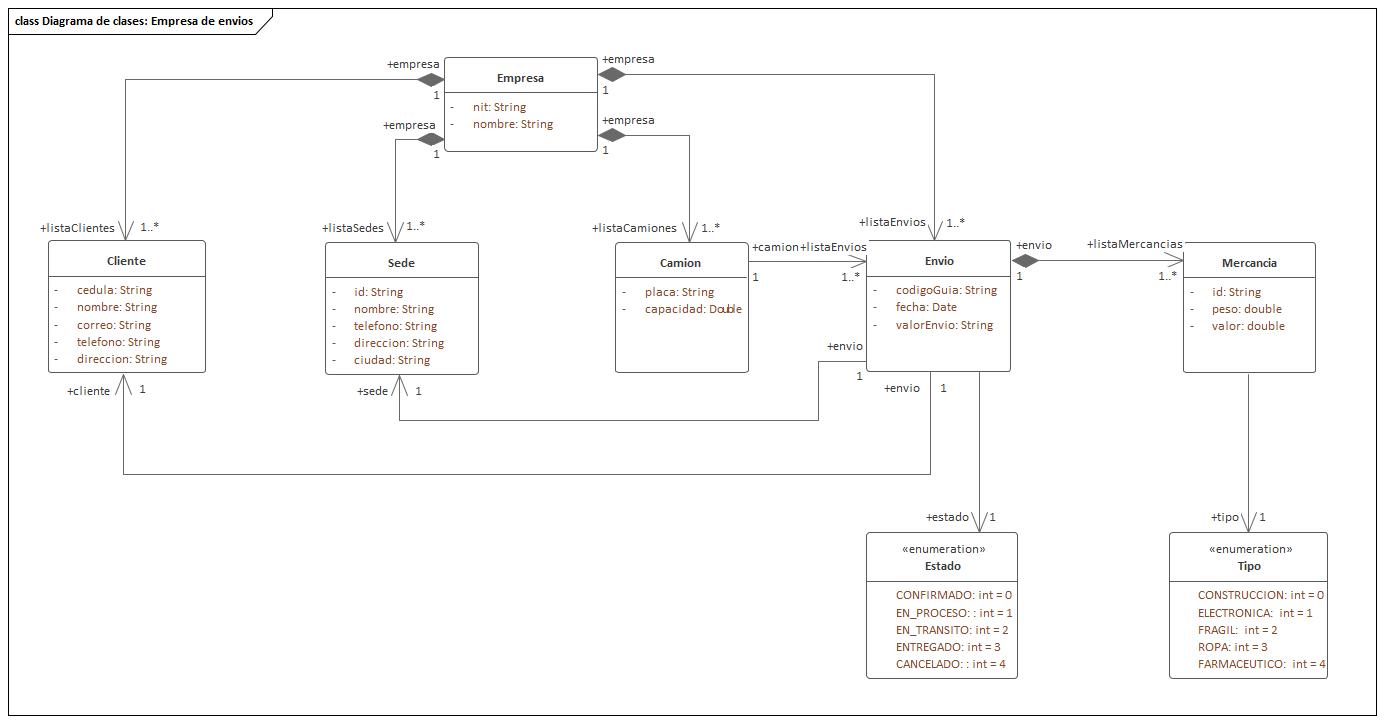 class Diagrama de clases: Empresa de envios
+empresa
1
+empresa
1
+empresa
1
+empresa
1
Empresa
- nit: String
- nombre: String
+listaClientes 1..*
+listaSedes 1..*
+listaCamiones 1..*
+listaEnvios 1..*
Cliente
- cedula: String
- nombre: String
- correo: String
- telefono: String
- direccion: String
Sede
- id: String
- nombre: String
- telefono: String
- direccion: String
- ciudad: String
Camion
- placa: String
- capacidad: Double
+camion +listaEnvios
1 1..*
Envio
- codigoGuia: String
- fecha: Date
- valorEnvio: String
+envio +listaMercancias
1 1..*
Mercancia
- id: String
- peso: double
- valor: double
+cliente 1
+sede 1
+envio
1
+envio 1
+estado 1
+tipo 1
«enumeration»
Estado
CONFIRMADO: int = 0
EN_PROCESO: : int = 1
EN_TRANSITO: int = 2
ENTREGADO: int = 3
CANCELADO: : int = 4
«enumeration»
Tipo
CONSTRUCCION: int = 0
ELECTRONICA: int = 1
FRAGIL: int = 2
ROPA: int = 3
FARMACEUTICO: int = 4